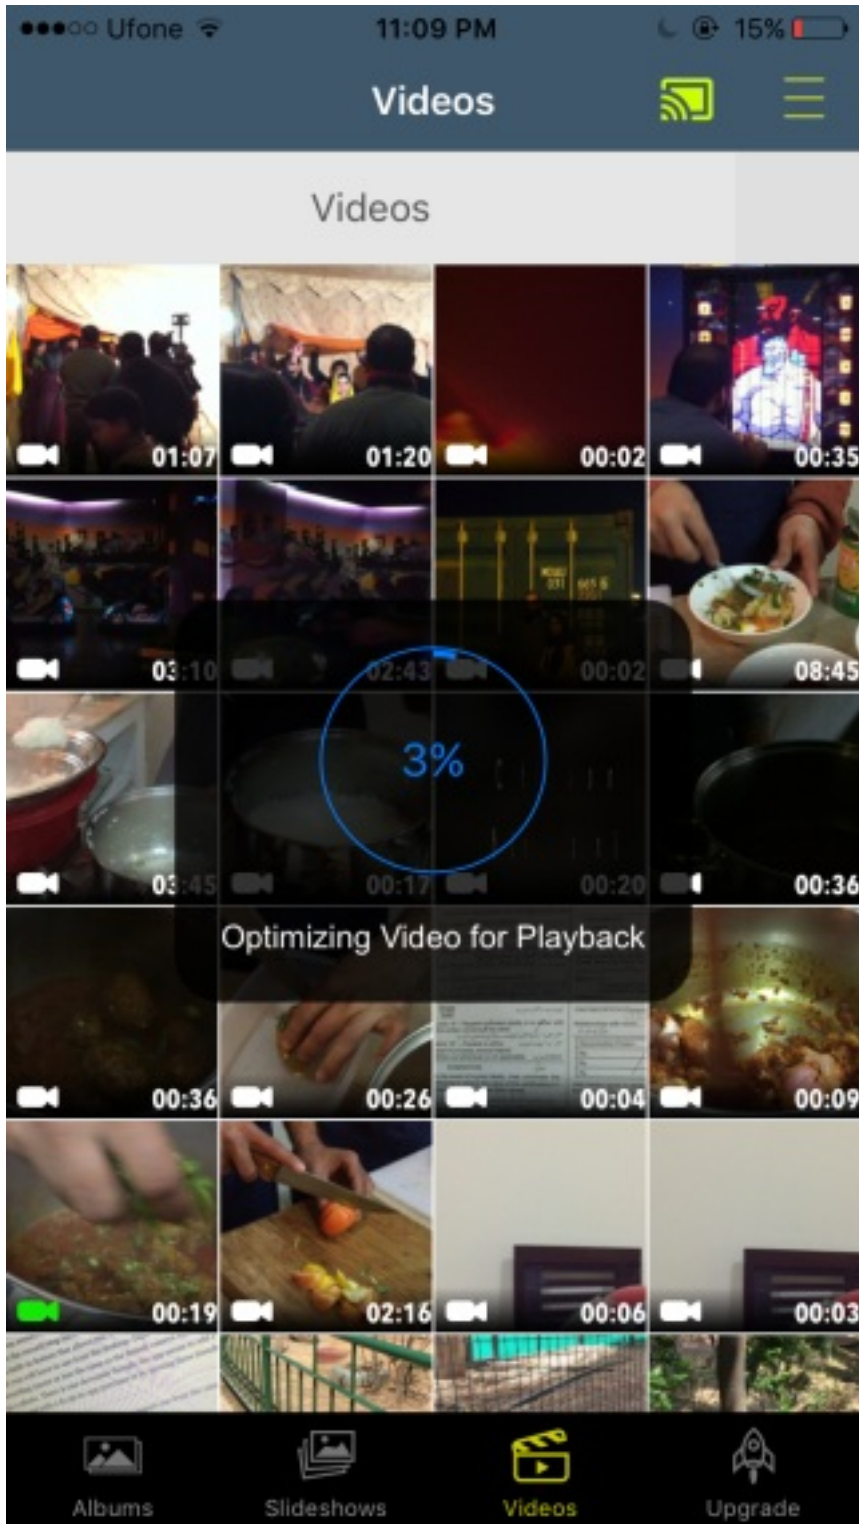 Ufone 11:09 PM 15%
Videos
Videos
01:07 01:20 00:02 00:35
03:10 02:43 00:02 08:45
3%
03:45 00:17 00:20 00:36
Optimizing Video for Playback
00:36 00:26 00:04 00:09
00:19 02:16 00:06 00:03
Albums Slideshows Videos Upgrade